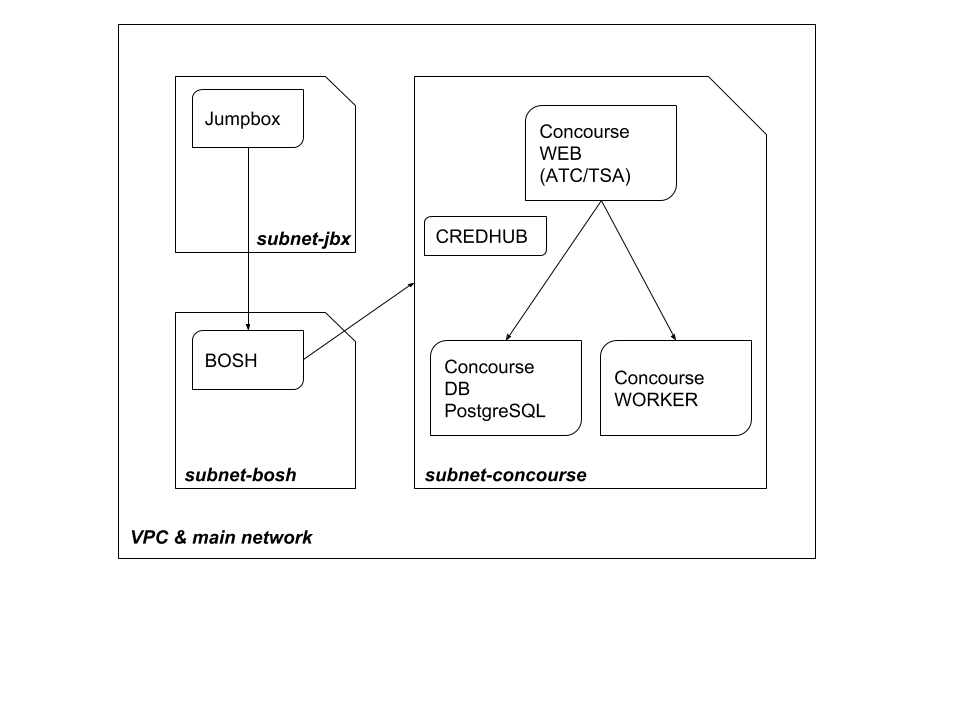 Jumpbox
subnet-jbx
BOSH
subnet-bosh
Concourse
WEB
(ATC/TSA)
CREDHUB
Concourse
DB
PostgreSQL
Concourse
WORKER
subnet-concourse
VPC & main network